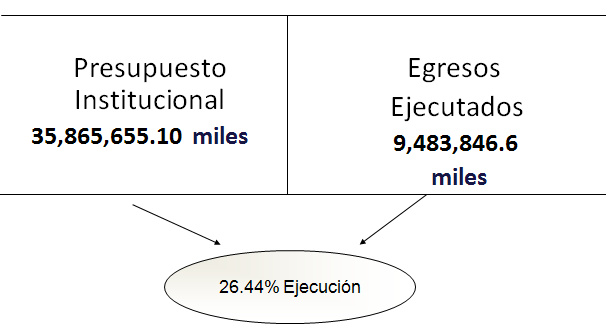 Presupuesto
Institucional
35,865,655.10 miles
Egresos
Ejecutados
9,483,846.6
miles
26.44% Ejecución